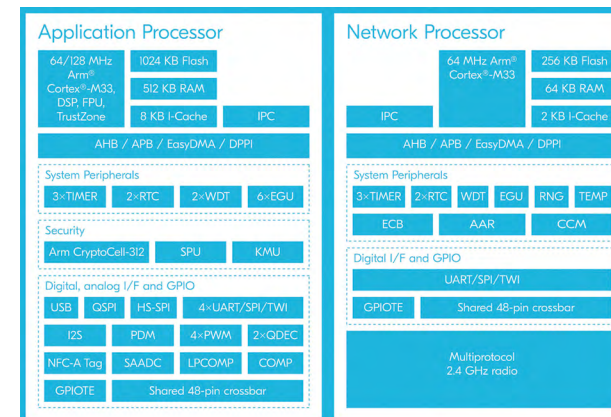 Application Processor
64/128 MHz
Arm®
Cortex®-M33,
DSP, FPU,
TrustZone
1024 KB Flash
512 KB RAM
8 KB I-Cache
IPC
AHB / APB / EasyDMA / DPPI
System Peripherals
3×TIMER
2×RTC
2×WDT
6×EGU
Security
Arm CryptoCell-312
SPU
KMU
Digital, analog I/F and GPIO
USB
QSPI
HS-SPI
4×UART/SPI/TWI
I2S
PDM
4×PWM
2×QDEC
NFC-A Tag
SAADC
LPCOMP
COMP
GPIOTE
Shared 48-pin crossbar
Network Processor
IPC
64 MHz Arm®
Cortex®-M33
256 KB Flash
64 KB RAM
2 KB I-Cache
AHB / APB / EasyDMA / DPPI
System Peripherals
3×TIMER
2×RTC
WDT
EGU
RNG
TEMP
ECB
AAR
CCM
Digital I/F and GPIO
UART/SPI/TWI
GPIOTE
Shared 48-pin crossbar
Multiprotocol
2.4 GHz radio